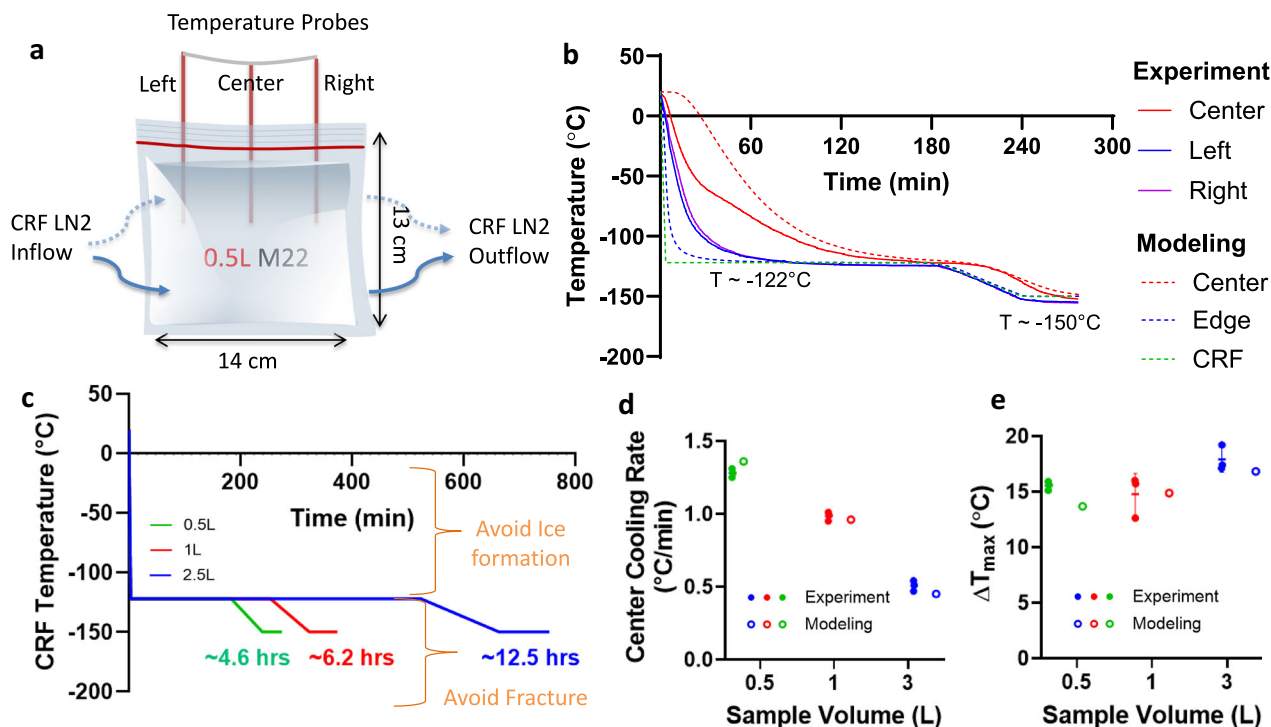 a
Temperature Probes
Left
Center
Right
CRF LN2
Inflow
0.5L M22
13 cm
CRF LN2
Outflow
14 cm
b
Temperature (°C)
50
0
-50
-100
-150
-200
60
120
180
240
300
Time (min)
T ~ -122°C
T ~ -150°C
Experiment
Center
Left
Right
Modeling
Center
Edge
CRF
c
CRF Temperature (°C)
50
0
-50
-100
-150
-200
200
400
600
800
Time (min)
0.5L
1L
2.5L
Avoid Ice
formation
~4.6 hrs
~6.2 hrs
~12.5 hrs
Avoid Fracture
d
Center Cooling Rate
(°C/min)
1.5
1.0
0.5
0.0
Experiment
Modeling
0.5
1
3
Sample Volume (L)
e
ΔTmax (°C)
20
15
10
5
0
Experiment
Modeling
0.5
1
3
Sample Volume (L)